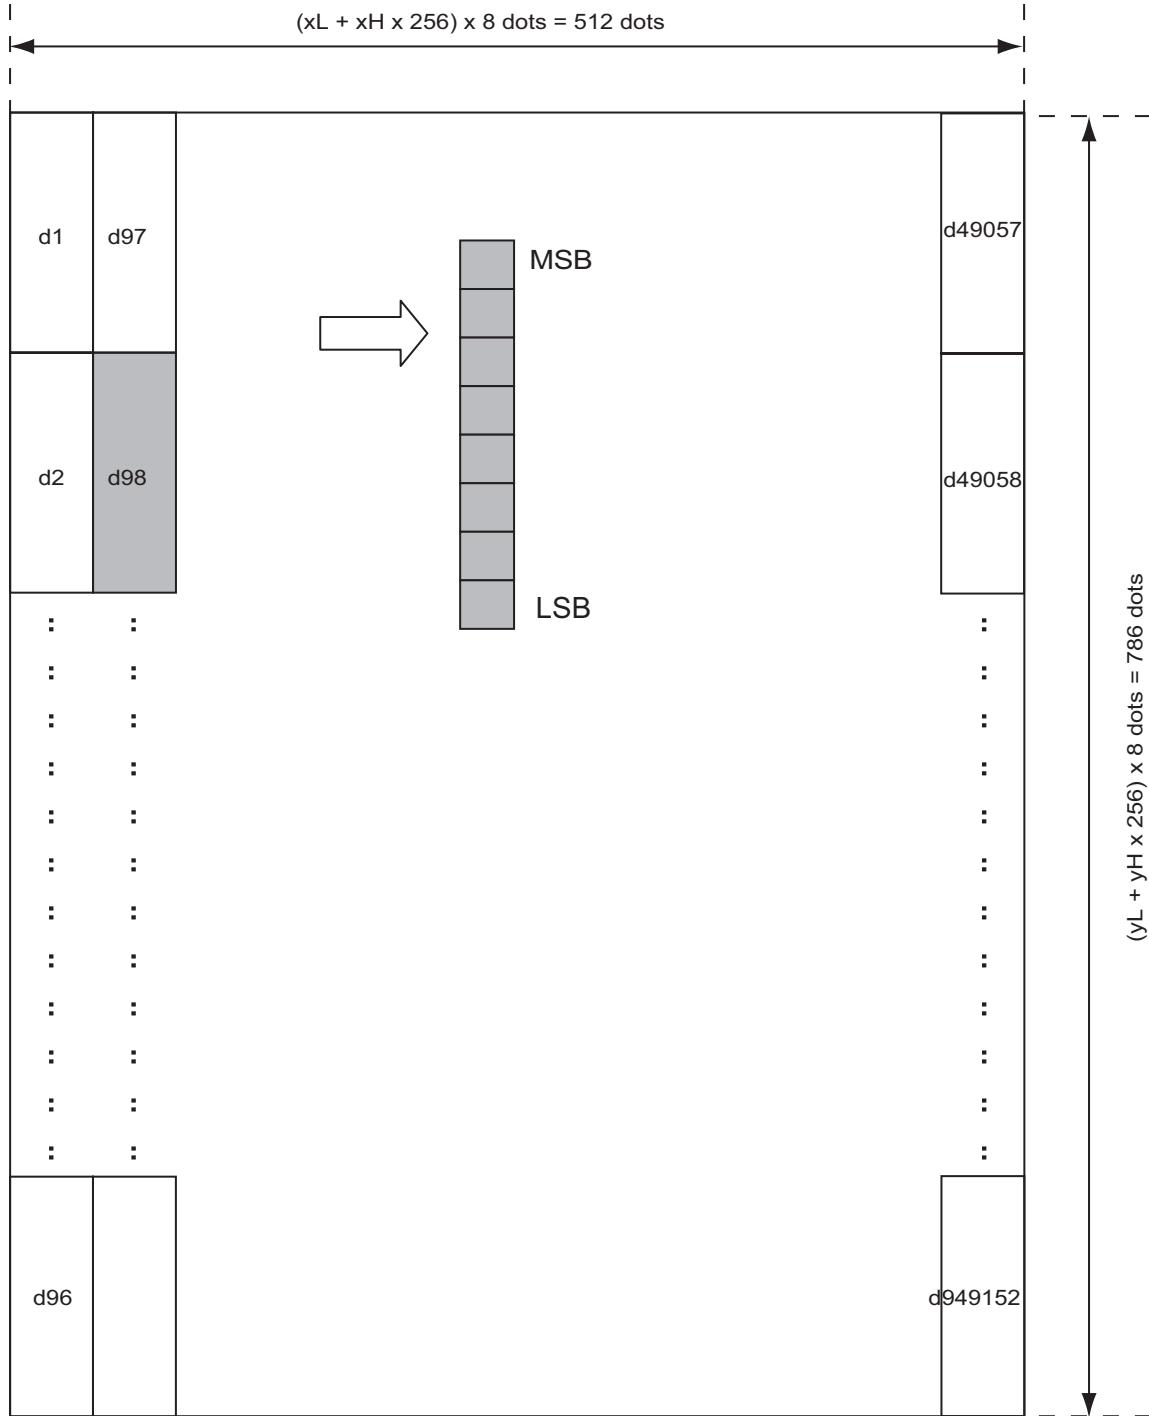 (xL + xH x 256) x 8 dots = 512 dots
d1 d97 d49057
MSB
d2 d98 d49058
LSB
(yL + yH x 256) x 8 dots = 786 dots
d96 d949152